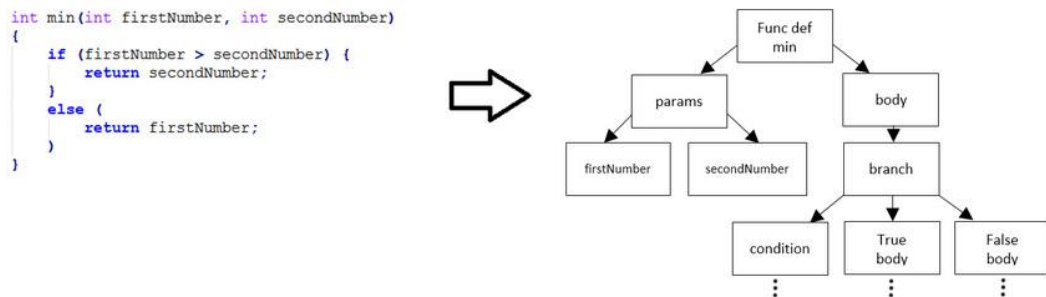 int min(int firstNumber, int secondNumber)
{
if (firstNumber > secondNumber) {
return secondNumber;
}
else (
return firstNumber;
)
}
Func def
min
params
body
firstNumber
secondNumber
branch
condition
True
body
False
body